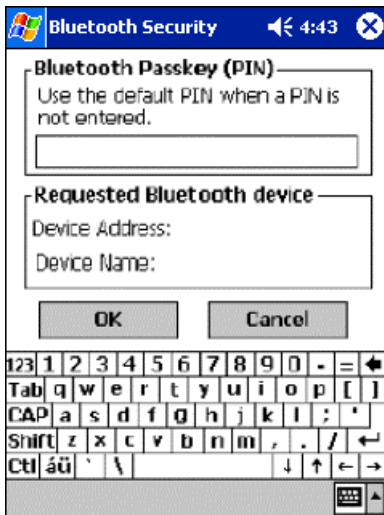 Bluetooth Security 4:43
Bluetooth Passkey (PIN)
Use the default PIN when a PIN is
not entered.
Requested Bluetooth device
Device Address:
Device Name:
OK Cancel
123 1 2 3 4 5 6 7 8 9 0 - =
Tab q w e r t y u i o p [ ]
CAP a s d f g h j k l ; '
Shift z x c v b n m , . /
Ctl áü ` \